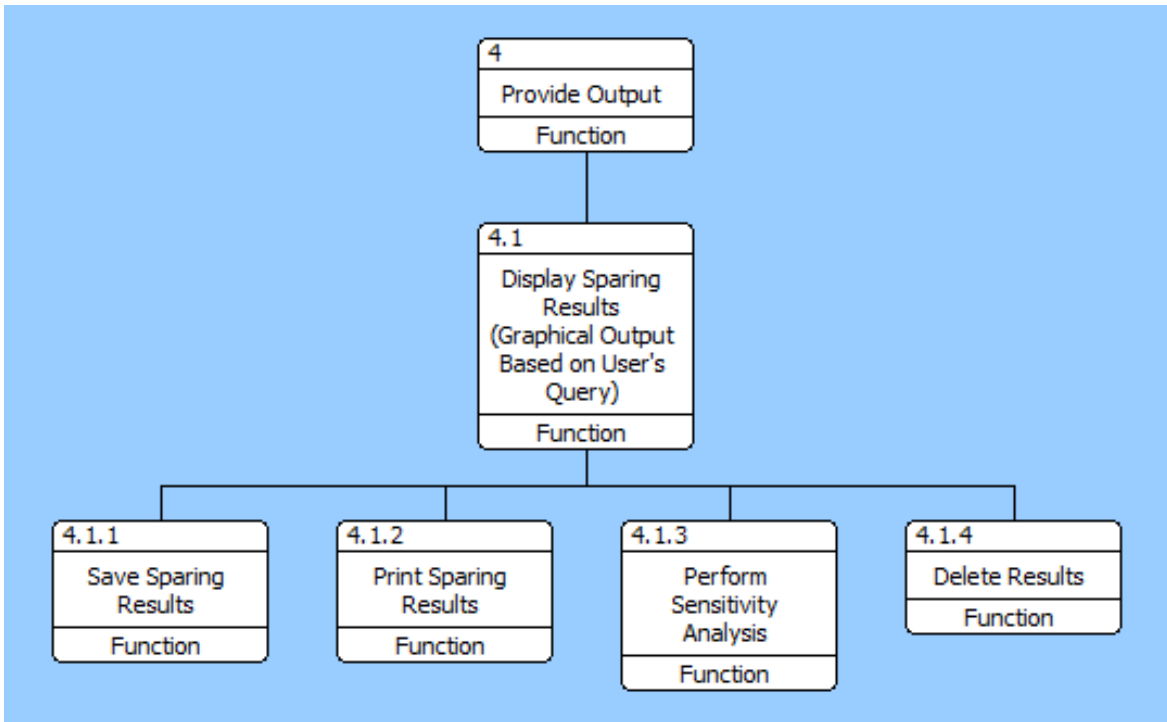 4
Provide Output
Function
4.1
Display Sparing
Results
(Graphical Output
Based on User's
Query)
Function
4.1.1
Save Sparing
Results
Function
4.1.2
Print Sparing
Results
Function
4.1.3
Perform
Sensitivity
Analysis
Function
4.1.4
Delete Results
Function